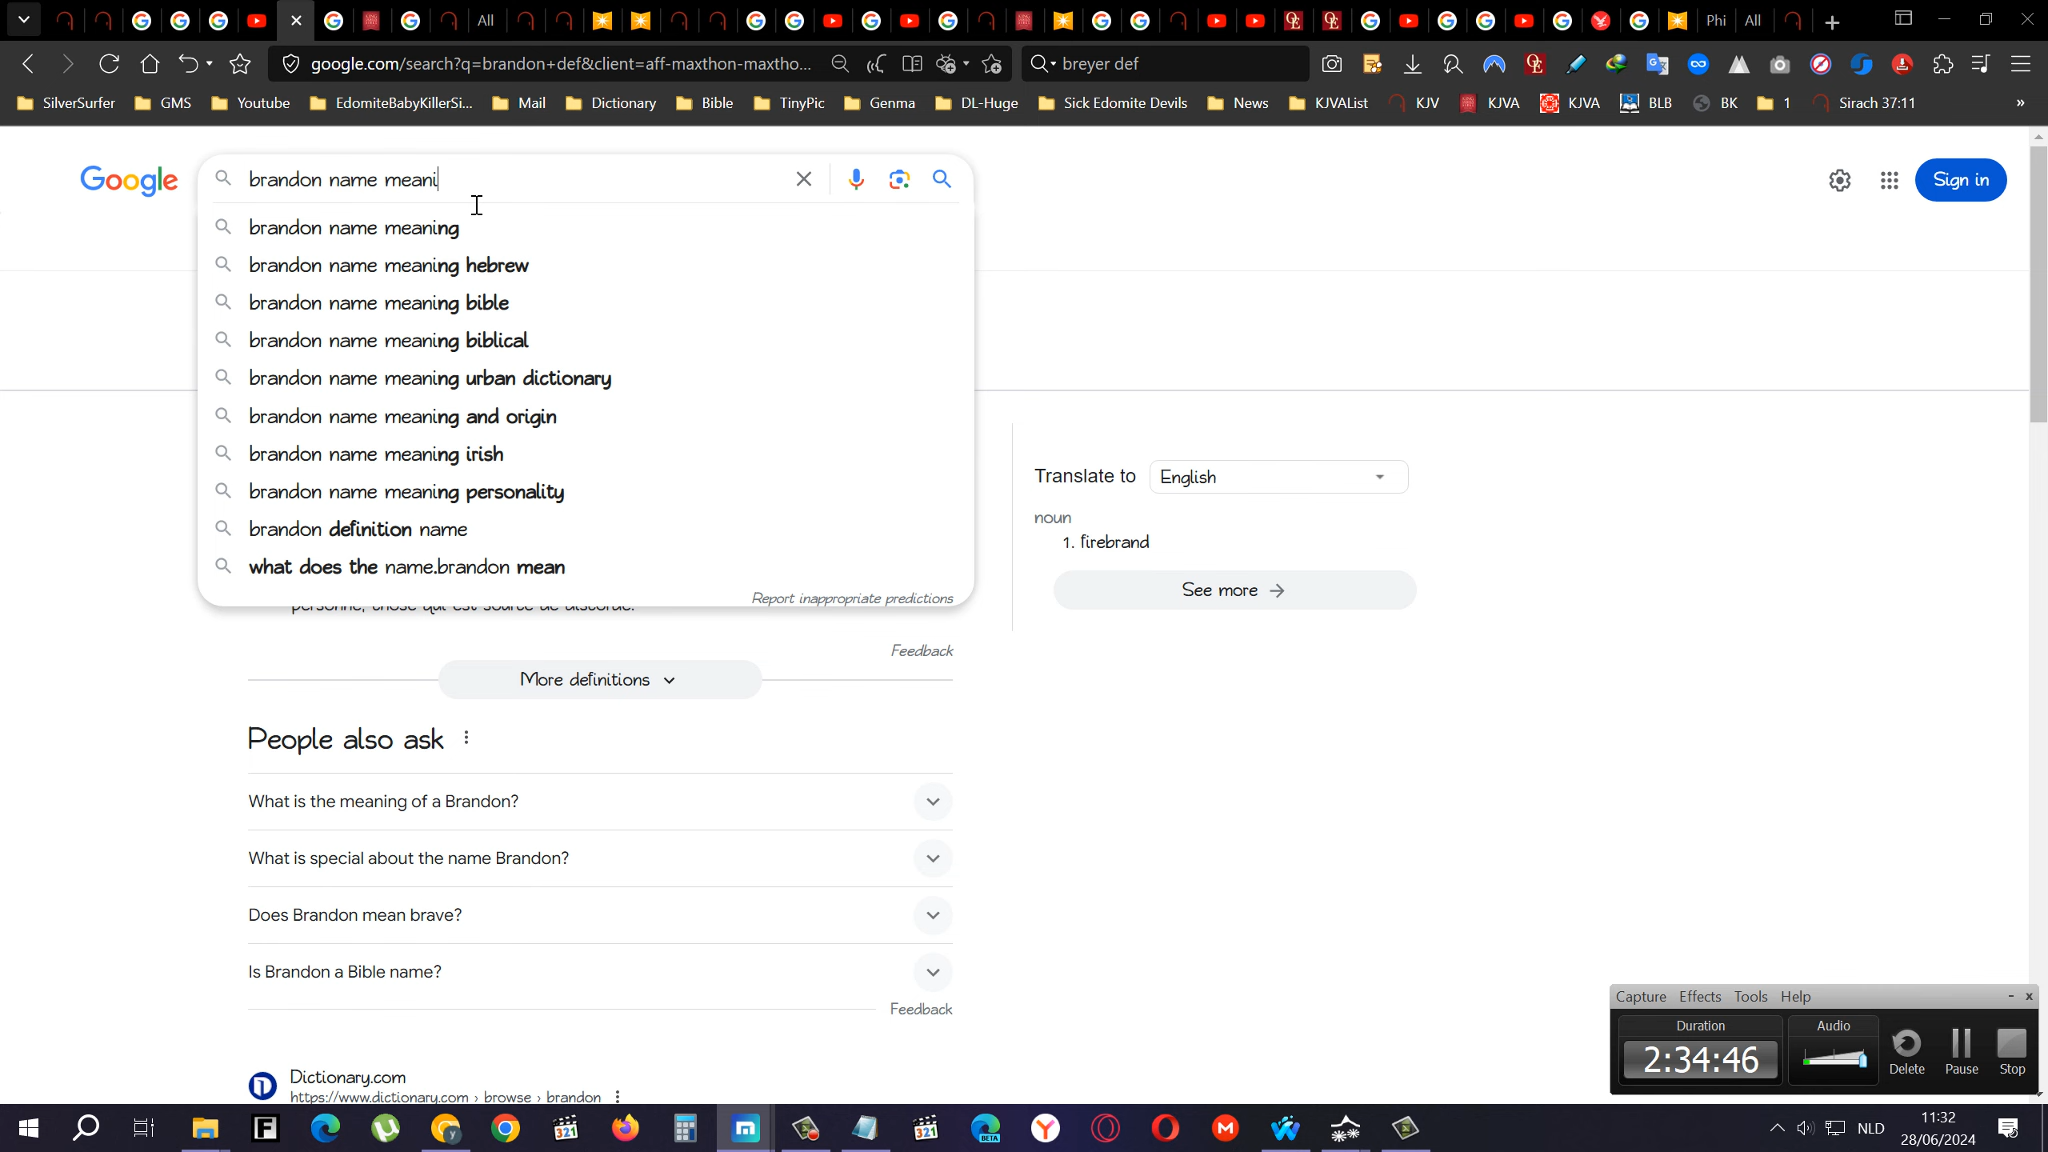 All
Phi
All
google.com/search?q=brandon+def&client=aff-maxthon-maxtho...
breyer def
SilverSurfer
GMS
Youtube
EdomiteBabyKillerSi...
Mail
Dictionary
Bible
TinyPic
Genma
DL-Huge
Sick Edomite Devils
News
KJVAList
KJV
KJVA
KJVA
BLB
BK
1
Sirach 37:11
»
Google
brandon name meani
Sign in
brandon name meaning
brandon name meaning hebrew
brandon name meaning bible
brandon name meaning biblical
brandon name meaning urban dictionary
brandon name meaning and origin
brandon name meaning irish
brandon name meaning personality
brandon definition name
what does the name.brandon mean
Report inappropriate predictions
personne, chose qui est source de discorde.
Translate to
English
noun
1. firebrand
See more →
Feedback
More definitions
People also ask
What is the meaning of a Brandon?
What is special about the name Brandon?
Does Brandon mean brave?
Is Brandon a Bible name?
Feedback
Dictionary.com
https://www.dictionary.com › browse › brandon
Capture Effects Tools Help
Duration
Audio
2:34:46
Delete
Pause
Stop
NLD
11:32
28/06/2024